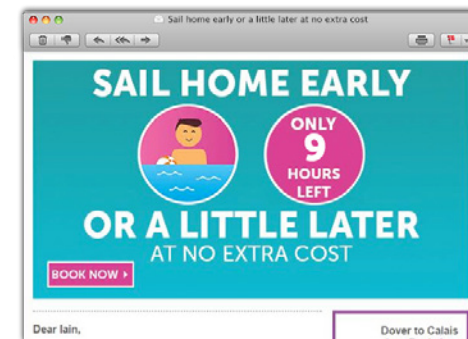 Sail home early or a little later at no extra cost
SAIL HOME EARLY
ONLY
9
HOURS
LEFT
OR A LITTLE LATER
AT NO EXTRA COST
BOOK NOW
Dear Iain,
Dover to Calais